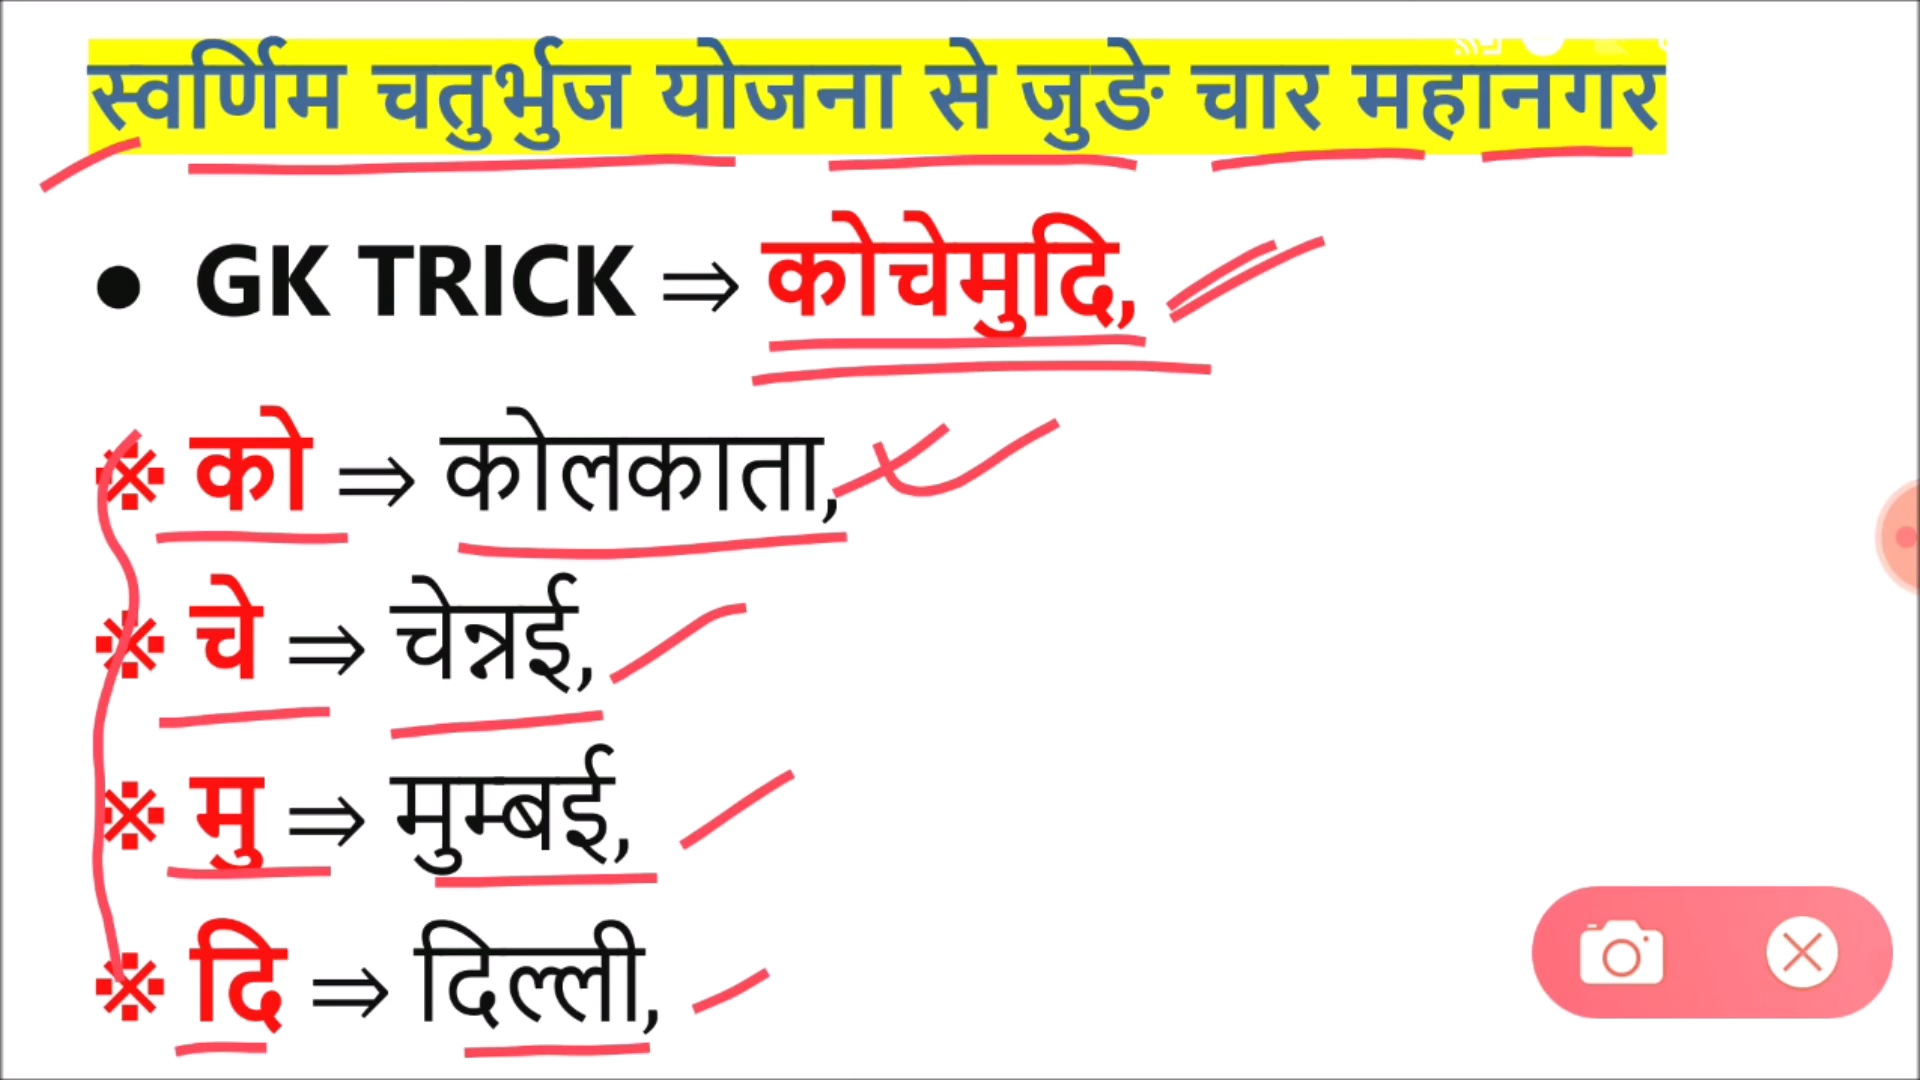 स्वर्णिम चतुर्भुज योजना से जुङे चार महानगर
● GK TRICK ⇒ कोचेमुदि,
※ को ⇒ कोलकाता,
※ चे ⇒ चेन्नई,
※ मु ⇒ मुम्बई,
※ दि ⇒ दिल्ली,